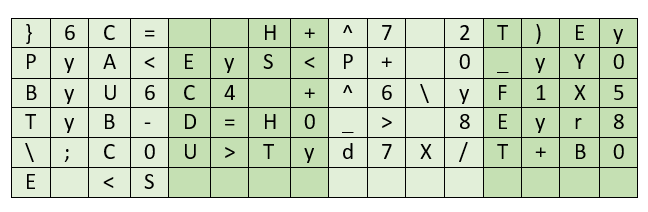 } 6 C = H + ^ 7 2 T ) E y
P y A < E y S < P + 0 _ y Y 0
B y U 6 C 4 + ^ 6 \ y F 1 X 5
T y B - D = H 0 _ > 8 E y r 8
\ ; C 0 U > T y d 7 X / T + B 0
E < S